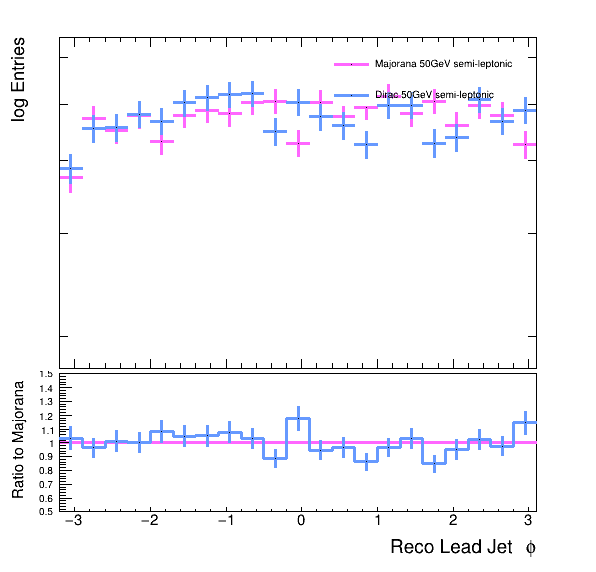 log Entries
Majorana 50GeV semi-leptonic
Dirac 50GeV semi-leptonic
Ratio to Majorana
1.5
1.4
1.3
1.2
1.1
1
0.9
0.8
0.7
0.6
0.5
−3 −2 −1 0 1 2 3
Reco Lead Jet ϕ